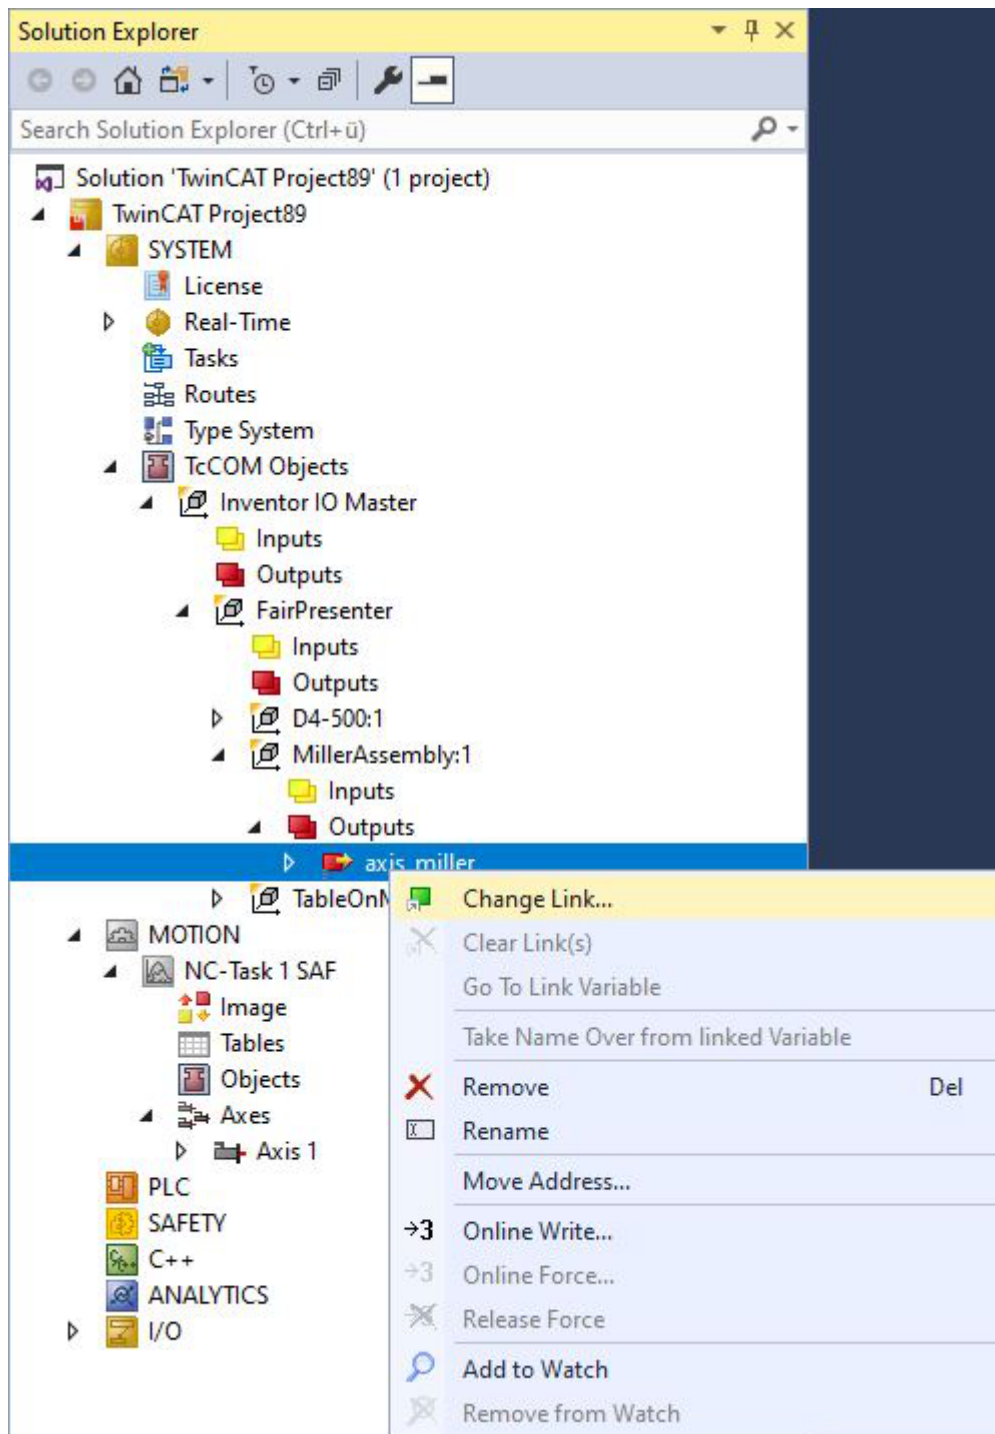 Solution Explorer
Search Solution Explorer (Ctrl+ü)
Solution 'TwinCAT Project89' (1 project)
TwinCAT Project89
SYSTEM
License
Real-Time
Tasks
Routes
Type System
TcCOM Objects
Inventor IO Master
Inputs
Outputs
FairPresenter
Inputs
Outputs
D4-500:1
MillerAssembly:1
Inputs
Outputs
axis_miller
TableOn
MOTION
NC-Task 1 SAF
Image
Tables
Objects
Axes
Axis 1
PLC
SAFETY
C++
ANALYTICS
I/O
Change Link...
Clear Link(s)
Go To Link Variable
Take Name Over from linked Variable
Remove Del
Rename
Move Address...
Online Write...
Online Force...
Release Force
Add to Watch
Remove from Watch